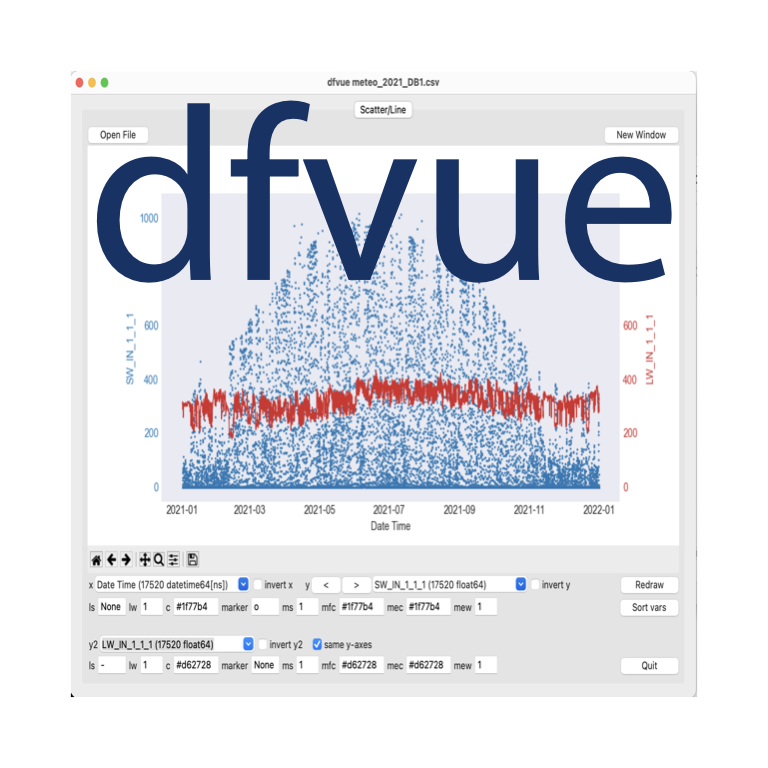 dfvue meteo_2021_DB1.csv
Scatter/Line
Open File New Window
dfvue
1000
600 600
400 400
200 200
0 0
SW_IN_1_1_1
LW_IN_1_1_1
2021-01 2021-03 2021-05 2021-07 2021-09 2021-11 2022-01
Date Time
x Date Time (17520 datetime64[ns]) invert x y < > SW_IN_1_1_1 (17520 float64) invert y Redraw
ls None lw 1 c #1f77b4 marker o ms 1 mfc #1f77b4 mec #1f77b4 mew 1 Sort vars
y2 LW_IN_1_1_1 (17520 float64) invert y2 same y-axes
ls - lw 1 c #d62728 marker None ms 1 mfc #d62728 mec #d62728 mew 1 Quit